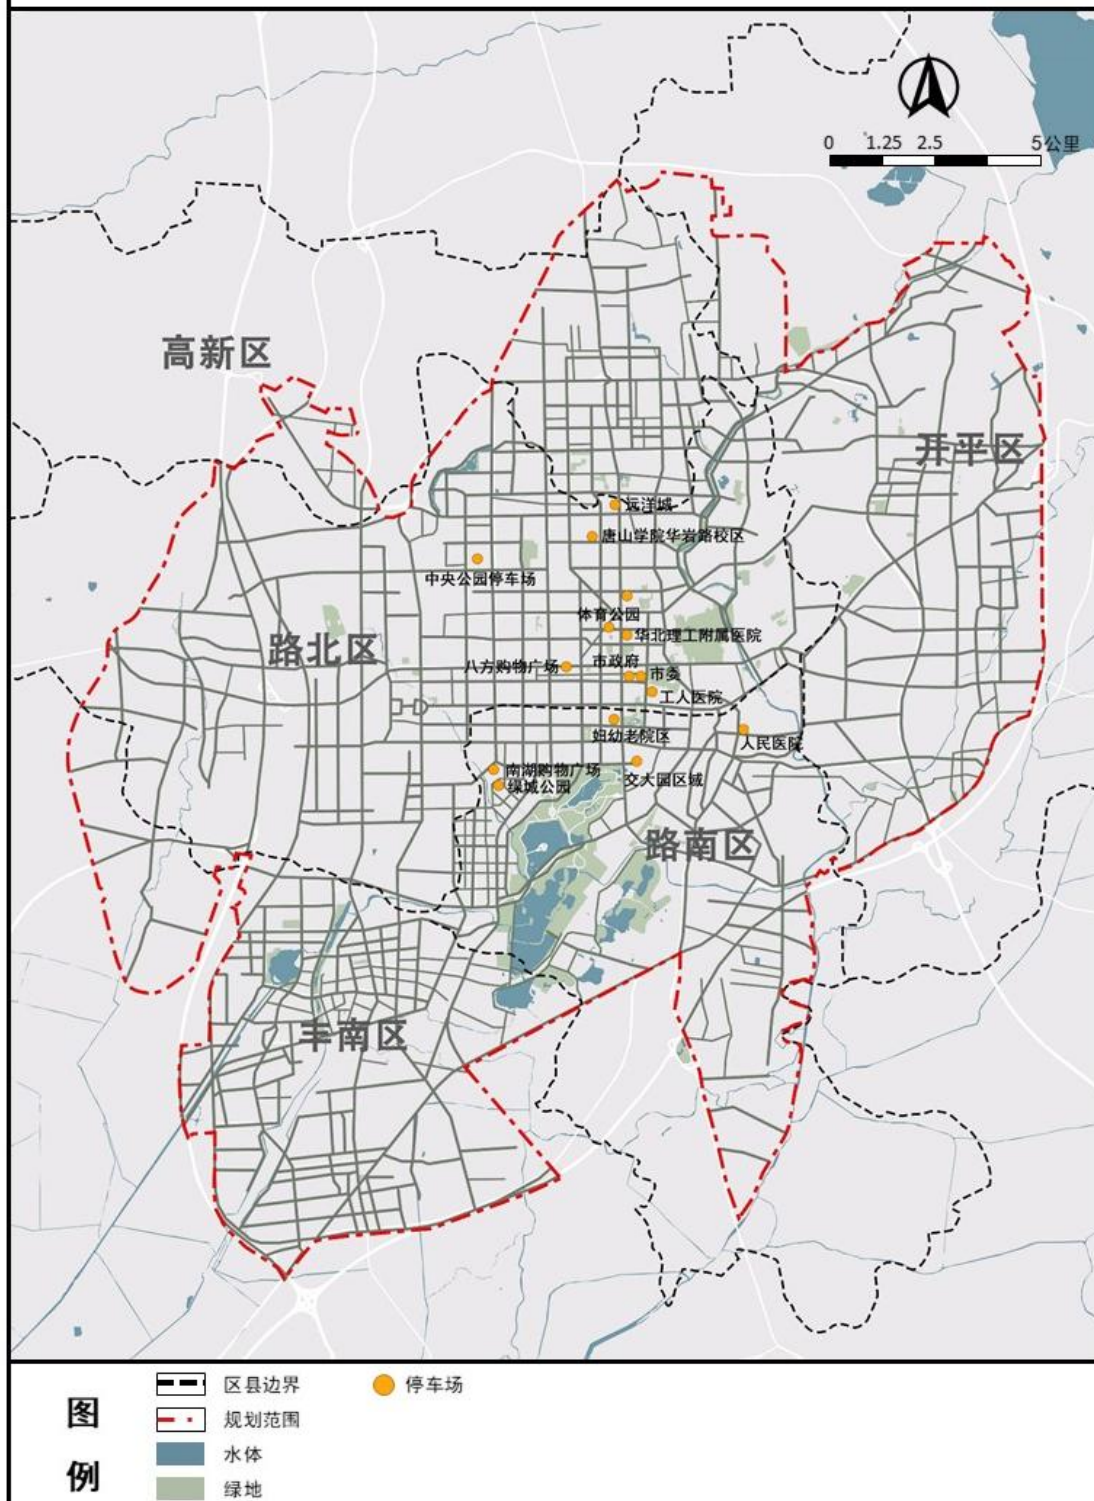 0 1.25 2.5 5公里
高新区
开平区
远洋城
唐山学院华岩路校区
中央公园停车场
体育公园
华北理工附属医院
路北区
市政府
八方购物广场
市委
工人医院
妇幼老院区
人民医院
南湖购物广场
交大园区域
绿城公园
路南区
丰南区
图例
区县边界
停车场
规划范围
水体
绿地